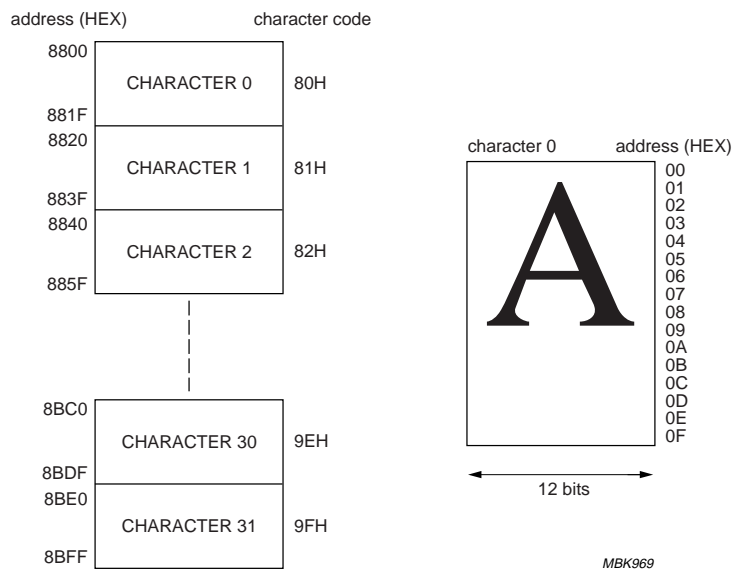 address (HEX) character code
8800
CHARACTER 0 80H
881F
8820
CHARACTER 1 81H
883F
8840
CHARACTER 2 82H
885F
8BC0
CHARACTER 30 9EH
8BDF
8BE0
CHARACTER 31 9FH
8BFF
character 0 address (HEX)
00
01
02
03
04
05
06
07
08
09
0A
0B
0C
0D
0E
0F
A
12 bits
MBK969